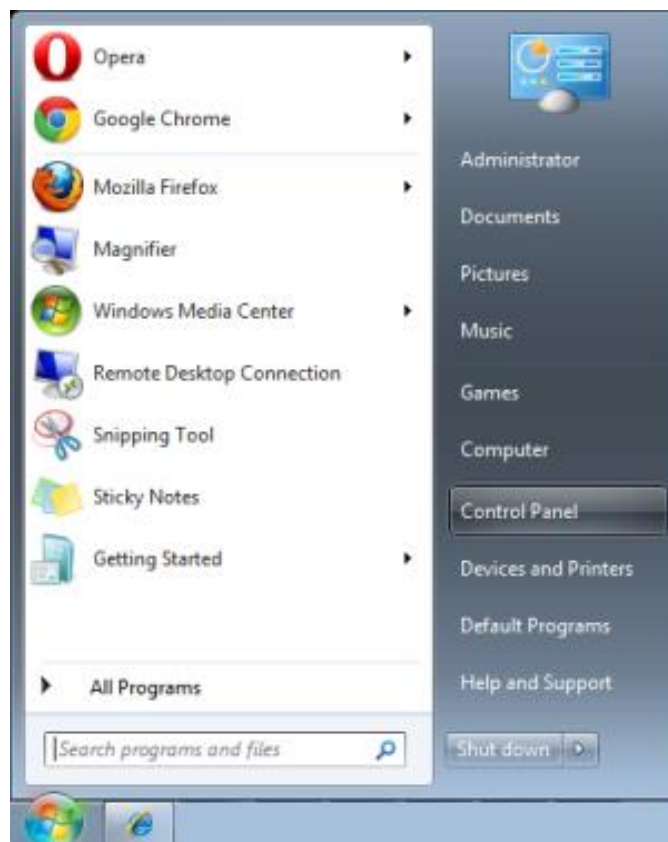 Opera
Google Chrome
Mozilla Firefox
Magnifier
Windows Media Center
Remote Desktop Connection
Snipping Tool
Sticky Notes
Getting Started
All Programs
Search programs and files
Administrator
Documents
Pictures
Music
Games
Computer
Control Panel
Devices and Printers
Default Programs
Help and Support
Shut down